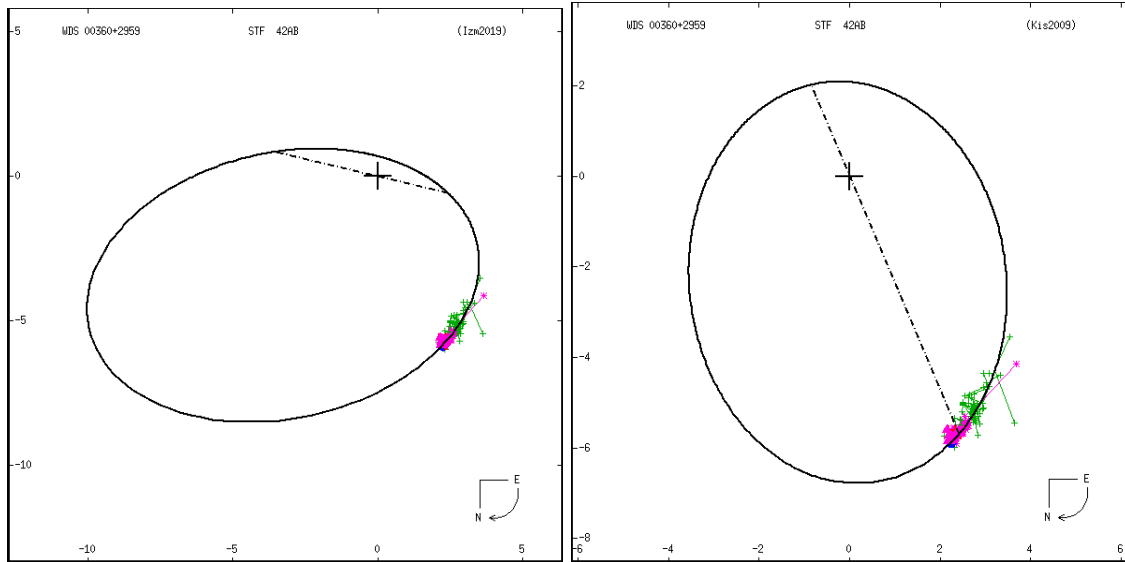 WDS 00360+2959 STF 42AB (Izm2019)
5
0
-5
-10
-10 -5 0 5
E
N
WDS 00360+2959 STF 42AB (Kis2009)
2
0
-2
-4
-6
-8
-6 -4 -2 0 2 4 6
E
N